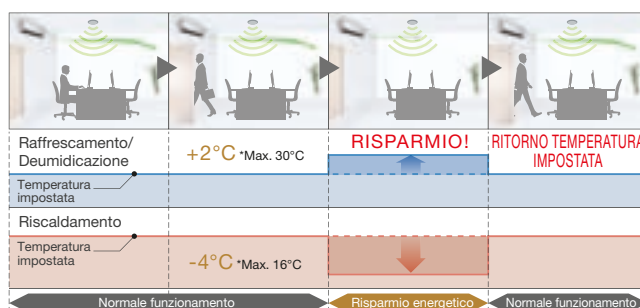 Raffrescamento/
Deumidicazione
+2°C *Max. 30°C
RISPARMIO!
RITORNO TEMPERATURA
IMPOSTATA
Temperatura
impostata
Riscaldamento
Temperatura
impostata
-4°C *Max. 16°C
Normale funzionamento
Risparmio energetico
Normale funzionamento